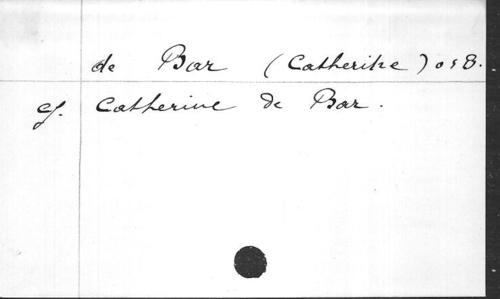 de Bar (Catherine) osB.
cf. Catherine de Bar.